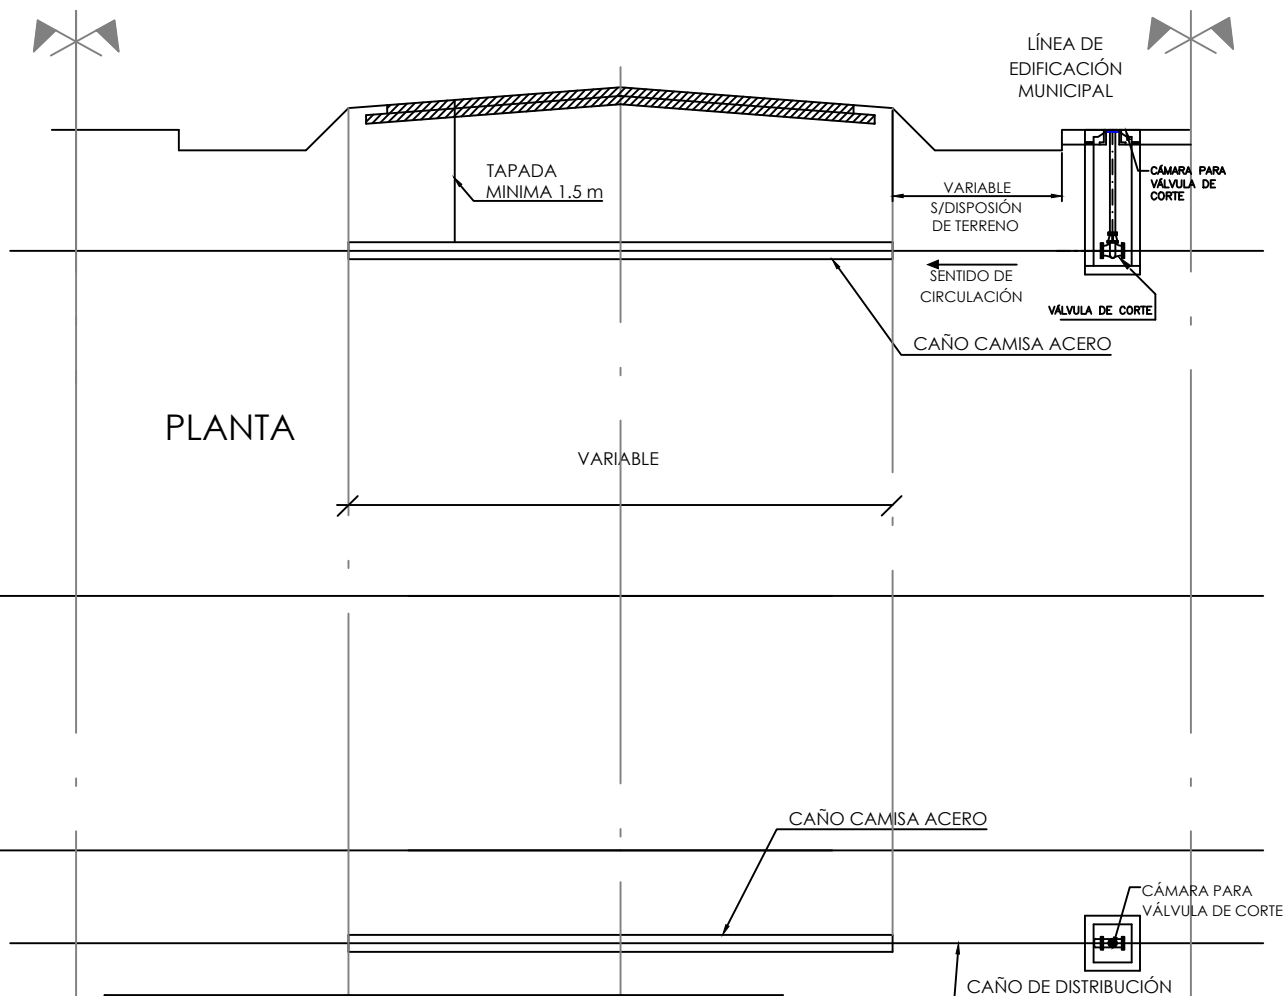 LÍNEA DE
EDIFICACIÓN
MUNICIPAL
TAPADA
MINIMA 1.5 m
CÁMARA PARA
VÁLVULA DE
CORTE
VARIABLE
S/DISPOSIÓN
DE TERRENO
SENTIDO DE
CIRCULACIÓN
VÁLVULA DE CORTE
CAÑO CAMISA ACERO
PLANTA
VARIABLE
CAÑO CAMISA ACERO
CÁMARA PARA
VÁLVULA DE CORTE
CAÑO DE DISTRIBUCIÓN